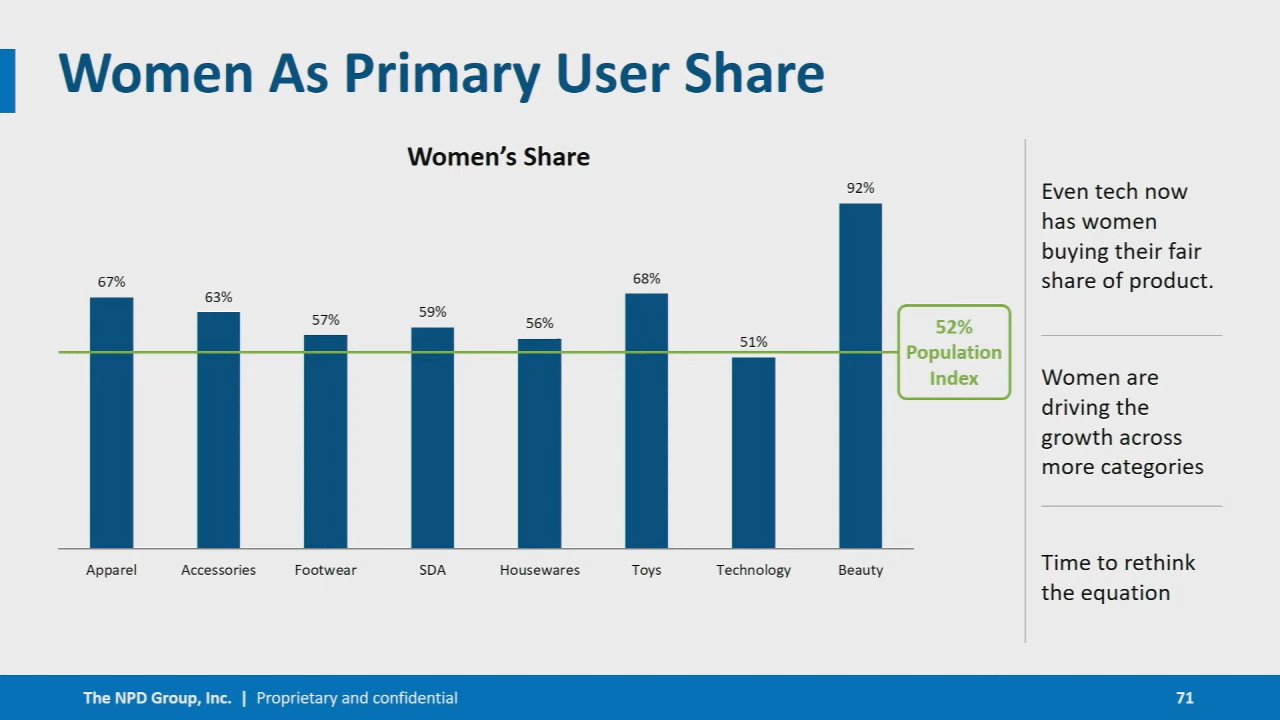 Women As Primary User Share
Women’s Share
67%
63%
57%
59%
56%
68%
51%
92%
52%
Population
Index
Apparel
Accessories
Footwear
SDA
Housewares
Toys
Technology
Beauty
Even tech now
has women
buying their fair
share of product.
Women are
driving the
growth across
more categories
Time to rethink
the equation
The NPD Group, Inc. | Proprietary and confidential
71